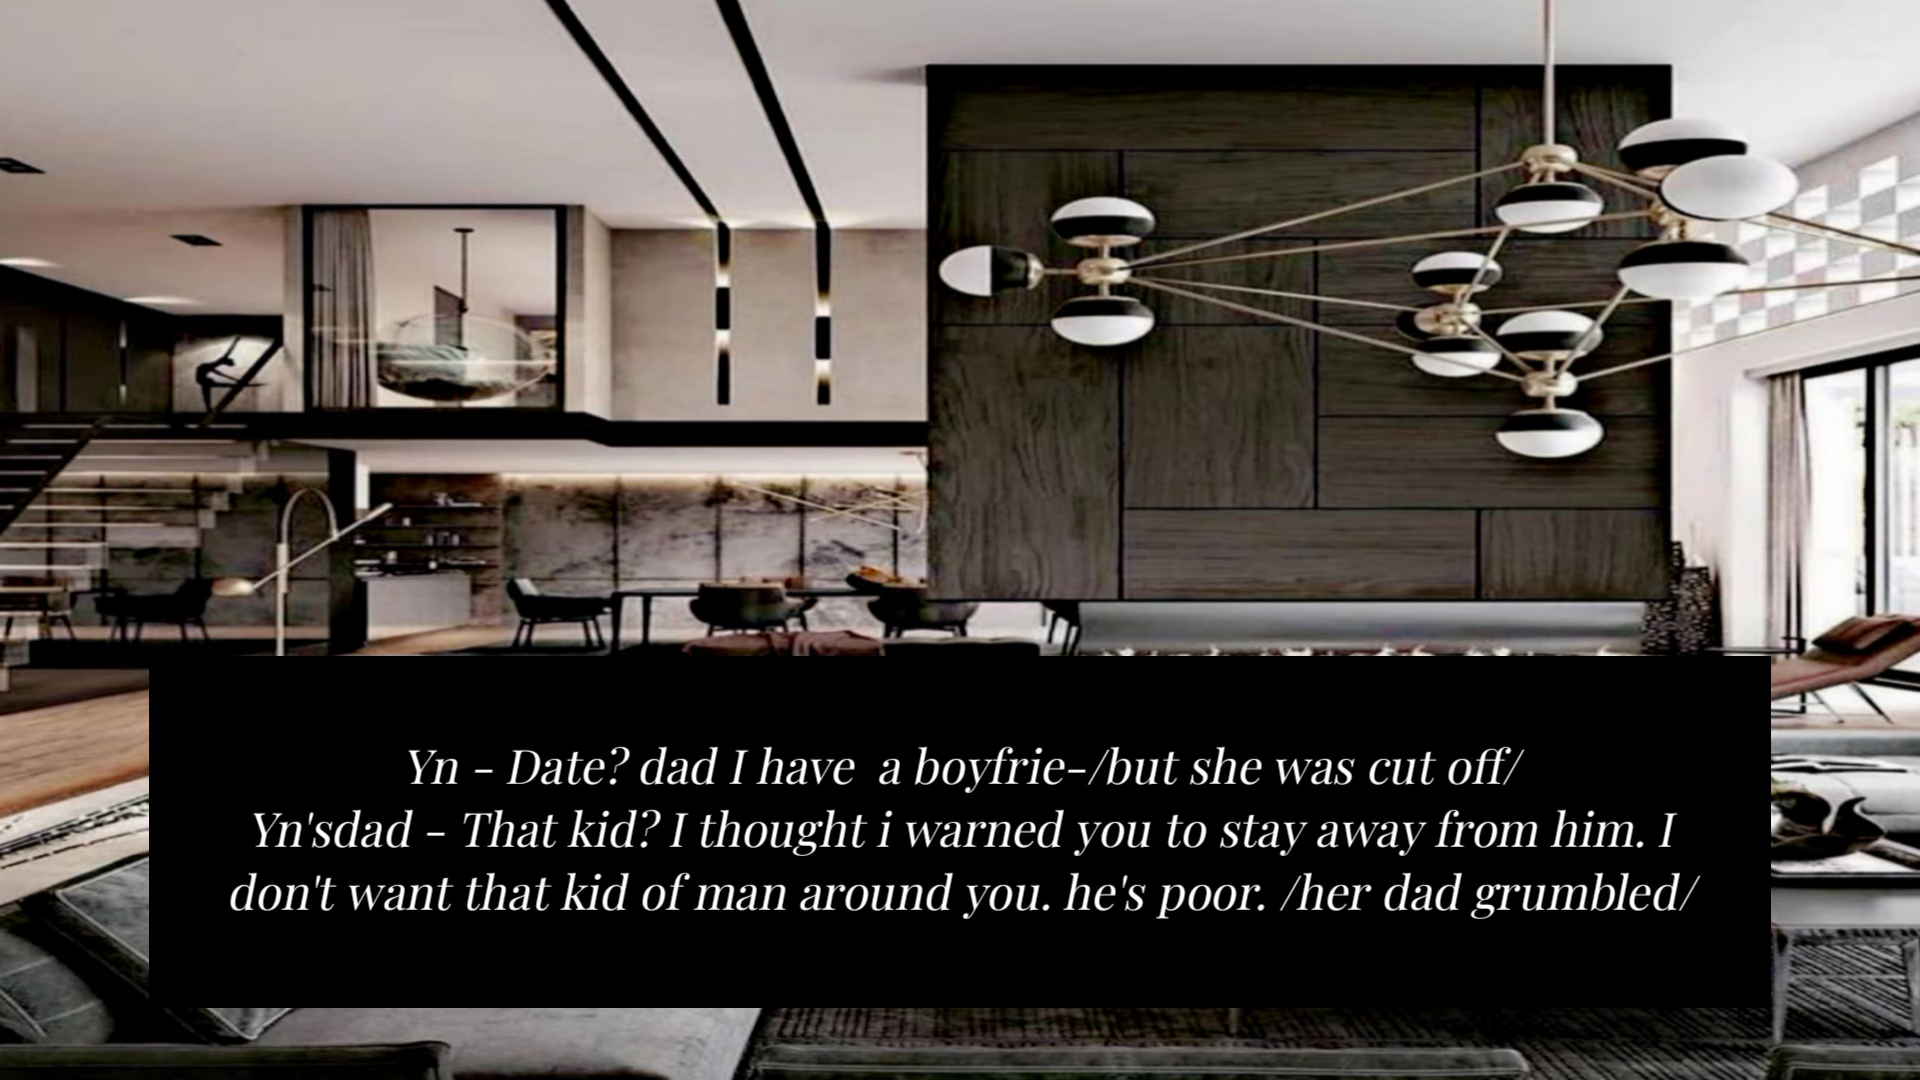 Yn - Date? dad I have  a boyfrie-/but she was cut off/
Yn'sdad - That kid? I thought i warned you to stay away from him. I
don't want that kid of man around you. he's poor. /her dad grumbled/